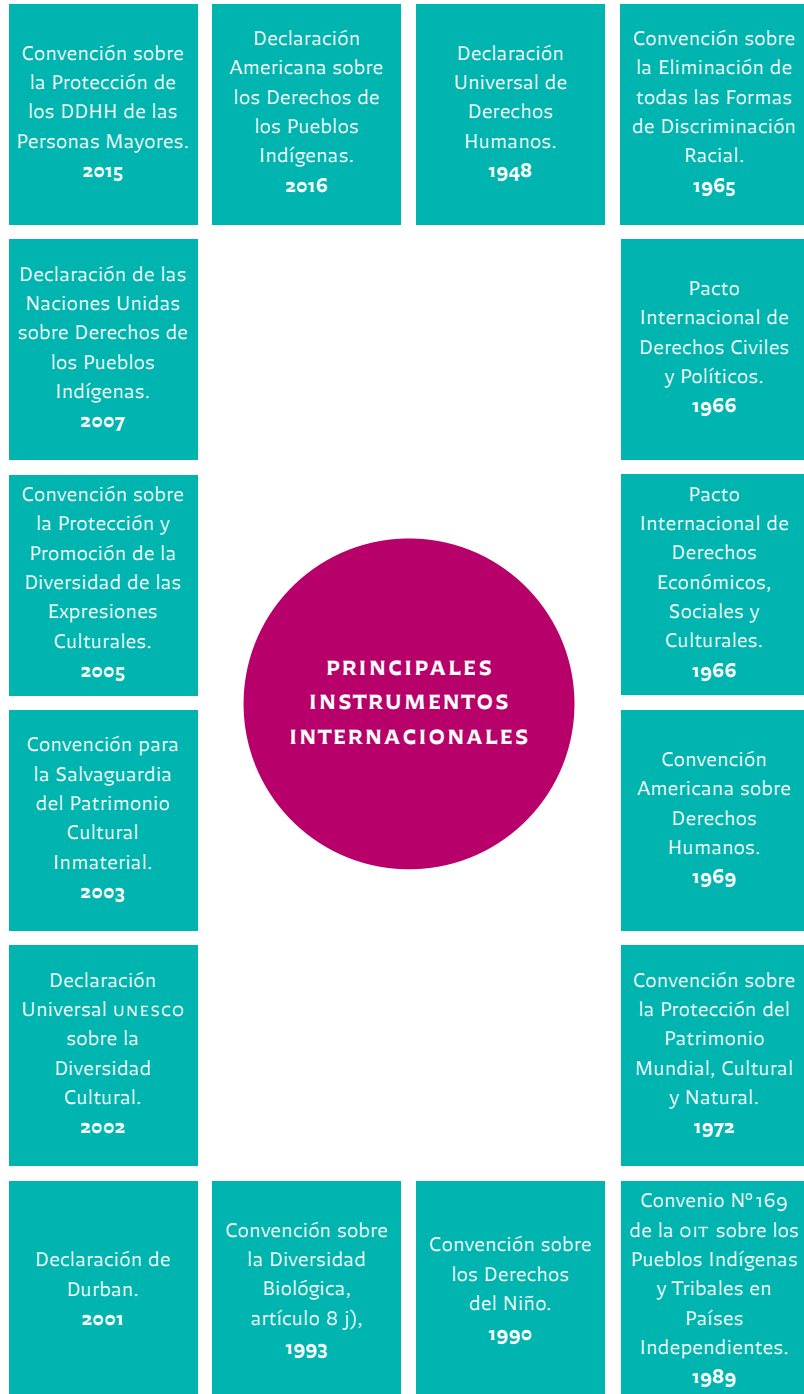 Convención sobre
la Protección de
los DDHH de las
Personas Mayores.
2015
Declaración
Americana sobre
los Derechos de
los Pueblos
Indígenas.
2016
Declaración
Universal de
Derechos
Humanos.
1948
Convención sobre
la Eliminación de
todas las Formas
de Discriminación
Racial.
1965
Declaración de las
Naciones Unidas
sobre Derechos de
los Pueblos
Indígenas.
2007
Pacto
Internacional de
Derechos Civiles
y Políticos.
1966
Convención sobre
la Protección y
Promoción de la
Diversidad de las
Expresiones
Culturales.
2005
PRINCIPALES
INSTRUMENTOS
INTERNACIONALES
Pacto
Internacional de
Derechos
Económicos,
Sociales y
Culturales.
1966
Convención para
la Salvaguardia
del Patrimonio
Cultural
Inmaterial.
2003
Convención
Americana sobre
Derechos
Humanos.
1969
Declaración
Universal UNESCO
sobre la
Diversidad
Cultural.
2002
Convención sobre
la Protección del
Patrimonio
Mundial, Cultural
y Natural.
1972
Declaración de
Durban.
2001
Convención sobre
la Diversidad
Biológica,
artículo 8 j),
1993
Convención sobre
los Derechos
del Niño.
1990
Convenio Nº169
de la OIT sobre los
Pueblos Indígenas
y Tribales en
Países
Independientes.
1989